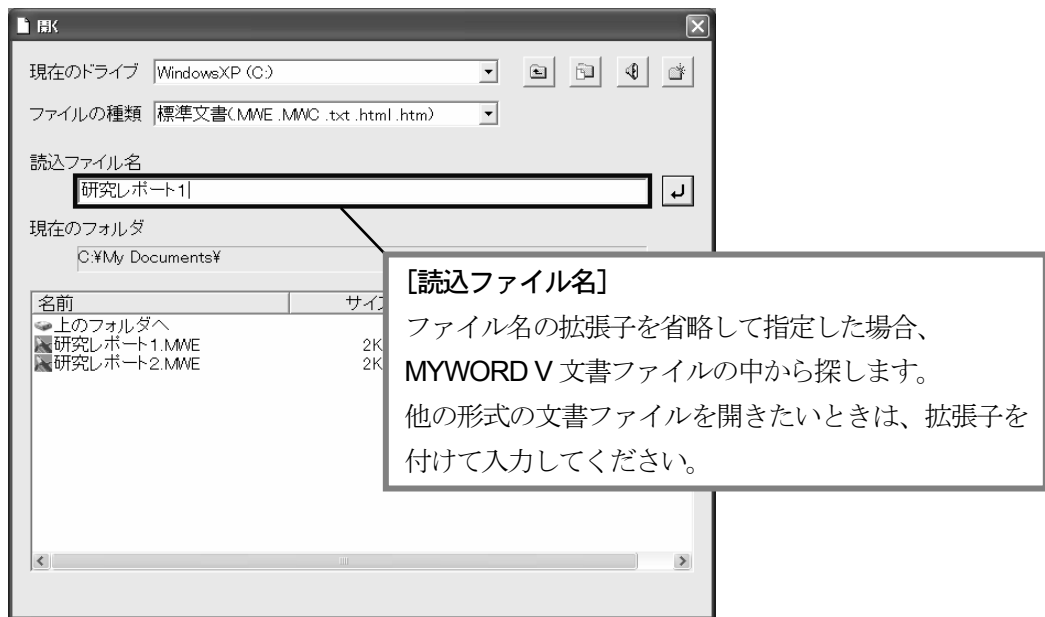 開く
現在のドライブ WindowsXP (C:)
ファイルの種類 標準文書(.MWE .MWC .txt .html .htm)
読込ファイル名
研究レポート1
現在のフォルダ
C:¥My Documents¥
名前 サイズ
上のフォルダへ
研究レポート1.MWE 2K
研究レポート2.MWE 2K
[読込ファイル名]
ファイル名の拡張子を省略して指定した場合、
MYWORD V 文書ファイルの中から探します。
他の形式の文書ファイルを開きたいときは、拡張子を
付けて入力してください。